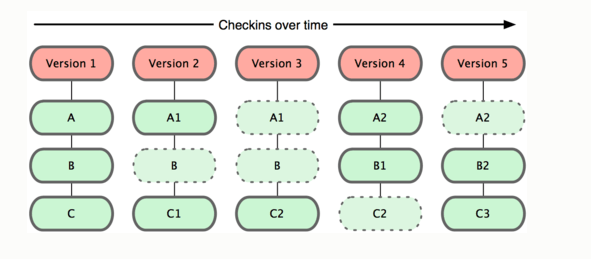 Checkins over time
Version 1 Version 2 Version 3 Version 4 Version 5
A A1 A1 A2 A2
B B B B1 B2
C C1 C2 C2 C3